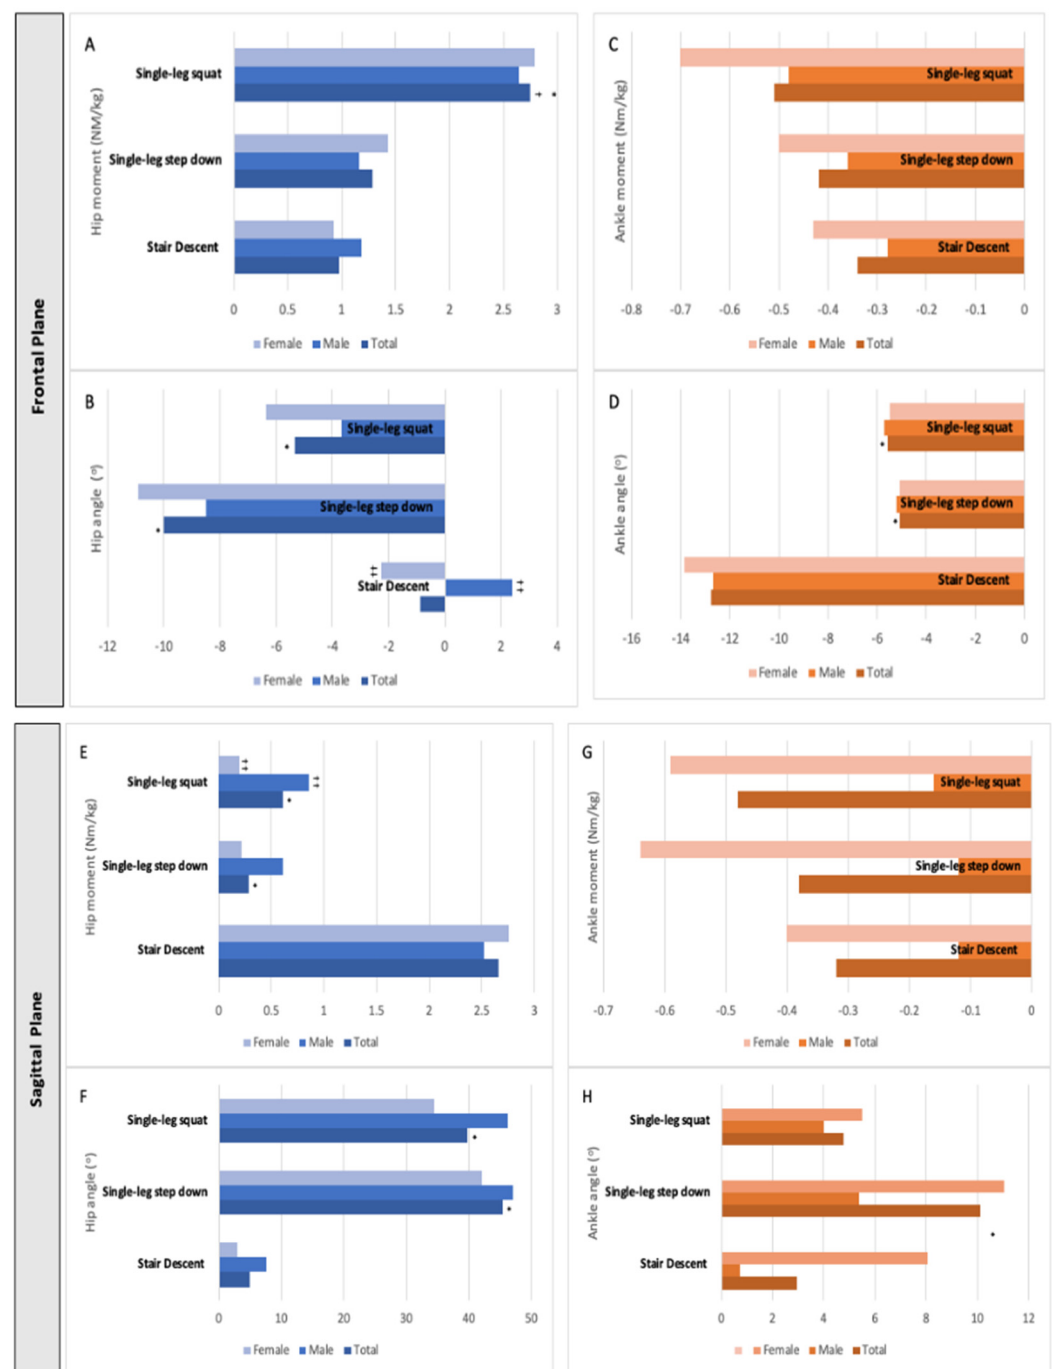 Frontal Plane
A
Hip moment (NM/kg)
Single-leg squat
† *
Single-leg step down
Stair Descent
0 0.5 1 1.5 2 2.5 3
Female Male Total
C
Ankle moment (Nm/kg)
Single-leg squat
Single-leg step down
Stair Descent
-0.8 -0.7 -0.6 -0.5 -0.4 -0.3 -0.2 -0.1 0
Female Male Total
B
Hip angle (º)
Single-leg squat
*
Single-leg step down
*
Stair Descent
†† ††
-12 -10 -8 -6 -4 -2 0 2 4
Female Male Total
D
Ankle angle (º)
Single-leg squat
*
Single-leg step down
*
Stair Descent
-16 -14 -12 -10 -8 -6 -4 -2 0
Female Male Total
Sagittal Plane
E
Hip moment (Nm/kg)
Single-leg squat
†† †† *
Single-leg step down
*
Stair Descent
0 0.5 1 1.5 2 2.5 3
Female Male Total
G
Ankle moment (Nm/kg)
Single-leg squat
Single-leg step down
Stair Descent
-0.7 -0.6 -0.5 -0.4 -0.3 -0.2 -0.1 0
Female Male Total
F
Hip angle (º)
Single-leg squat
*
Single-leg step down
*
Stair Descent
0 10 20 30 40 50
Female Male Total
H
Ankle angle (º)
Single-leg squat
Single-leg step down
*
Stair Descent
0 2 4 6 8 10 12
Female Male Total